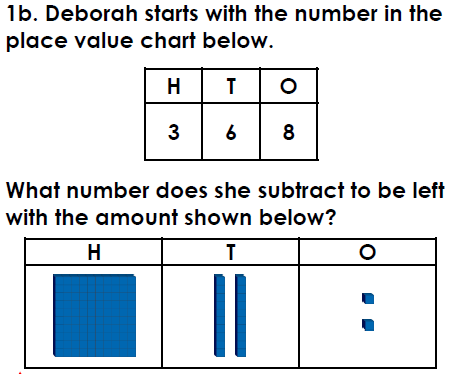 1b. Deborah starts with the number in the
place value chart below.
H T O
3 6 8
What number does she subtract to be left
with the amount shown below?
H T O